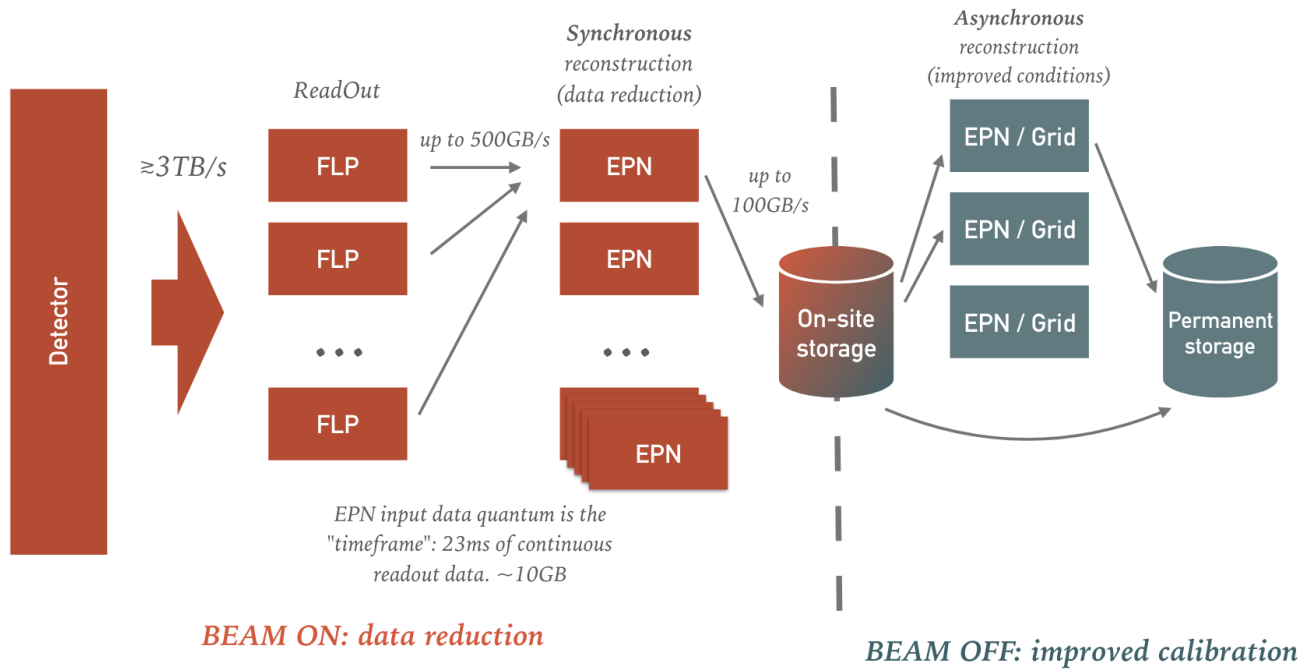 Detector
≳3TB/s
ReadOut
FLP
FLP
...
FLP
up to 500GB/s
Synchronous
reconstruction
(data reduction)
EPN
EPN
...
EPN
EPN input data quantum is the
"timeframe": 23ms of continuous
readout data. ~10GB
up to
100GB/s
On-site
storage
Asynchronous
reconstruction
(improved conditions)
EPN / Grid
EPN / Grid
EPN / Grid
Permanent
storage
BEAM ON: data reduction
BEAM OFF: improved calibration